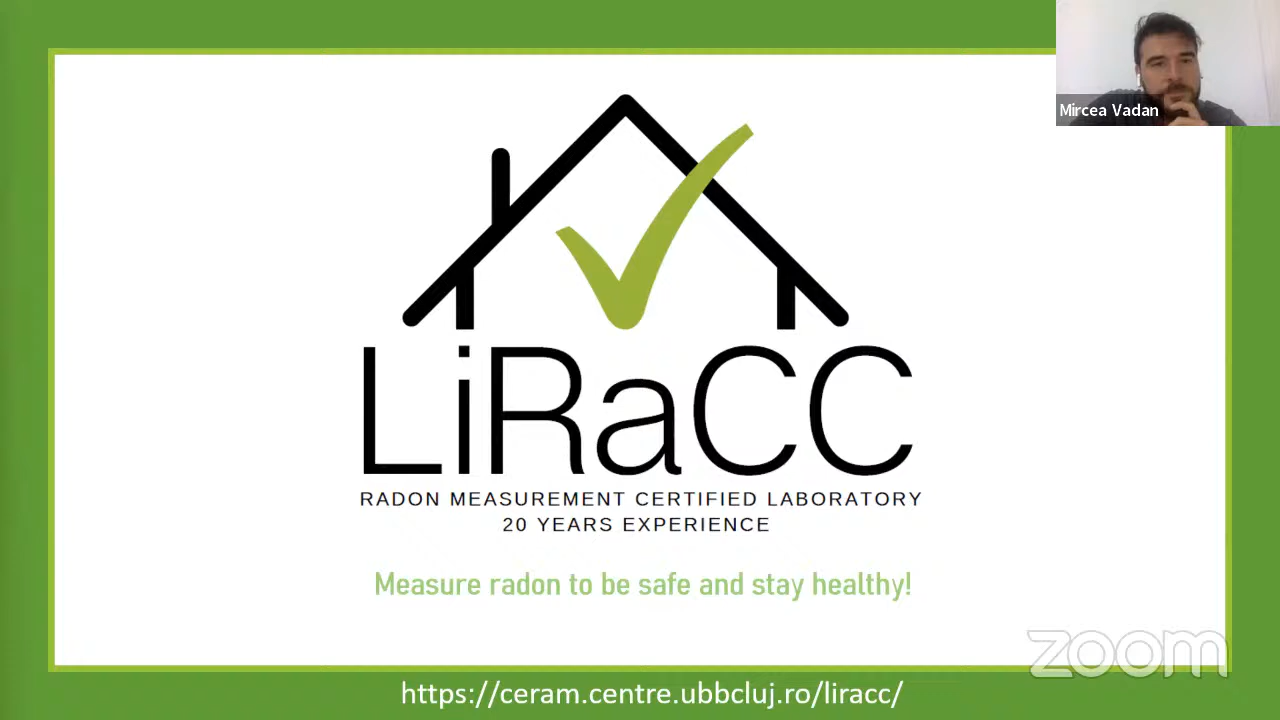 Mircea Vadan
LiRaCC
RADON MEASUREMENT CERTIFIED LABORATORY
20 YEARS EXPERIENCE
Measure radon to be safe and stay healthy!
zoom
https://ceram.centre.ubbcluj.ro/liracc/